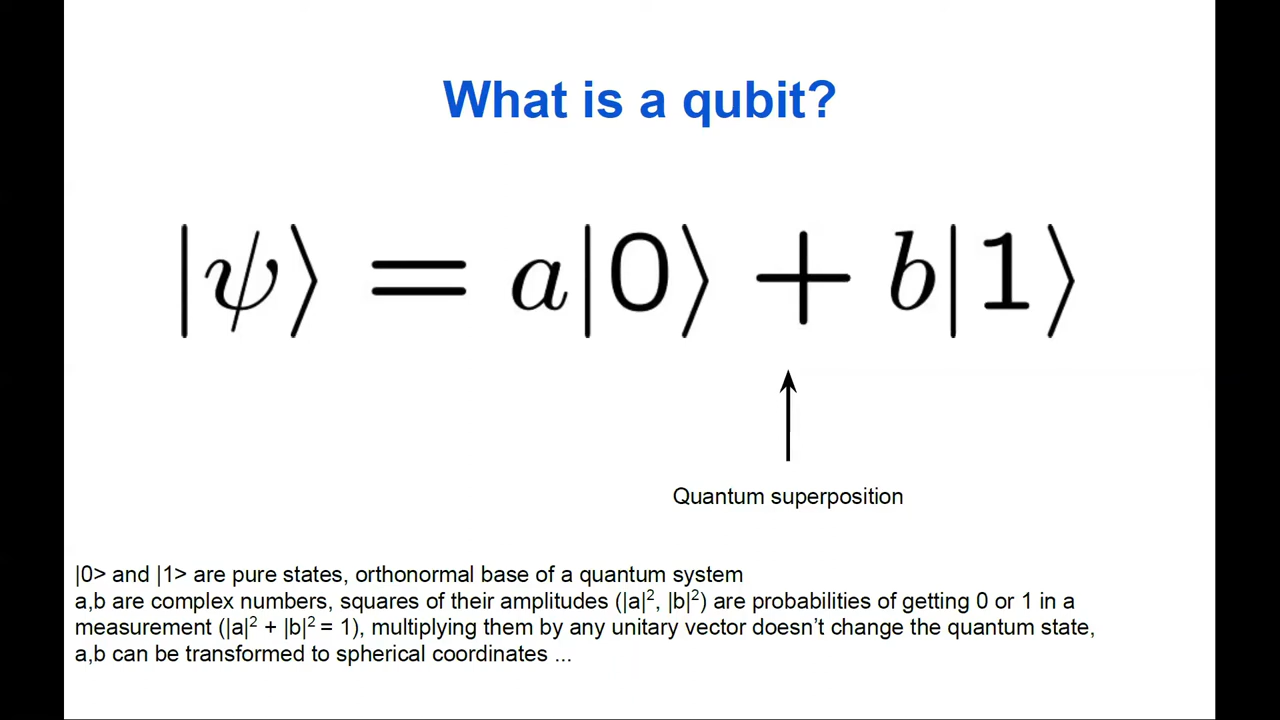 What is a qubit?
|ψ⟩ = a|0⟩ + b|1⟩
Quantum superposition
|0> and |1> are pure states, orthonormal base of a quantum system
a,b are complex numbers, squares of their amplitudes (|a|², |b|²) are probabilities of getting 0 or 1 in a
measurement (|a|² + |b|² = 1), multiplying them by any unitary vector doesn’t change the quantum state,
a,b can be transformed to spherical coordinates ...